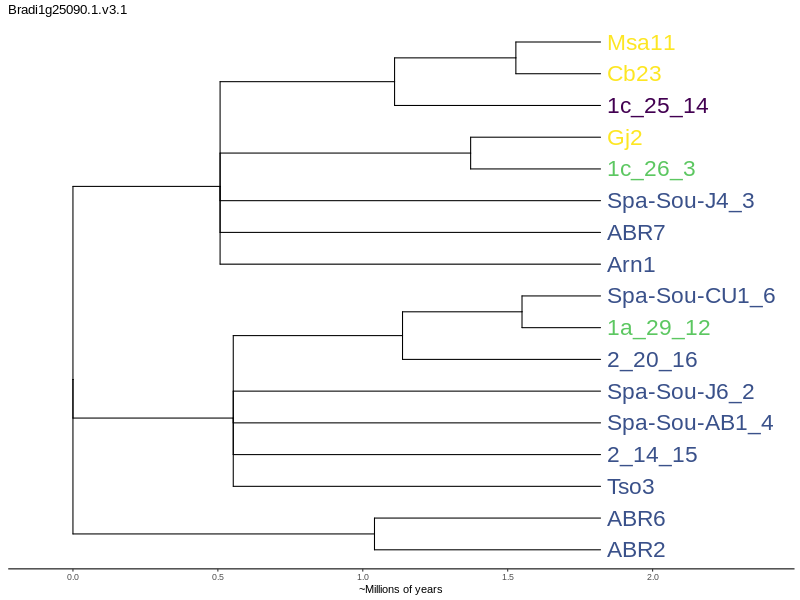 Bradi1g25090.1.v3.1
Msa11
Cb23
1c_25_14
Gj2
1c_26_3
Spa-Sou-J4_3
ABR7
Arn1
Spa-Sou-CU1_6
1a_29_12
2_20_16
Spa-Sou-J6_2
Spa-Sou-AB1_4
2_14_15
Tso3
ABR6
ABR2
0.0 0.5 1.0 1.5 2.0
~Millions of years